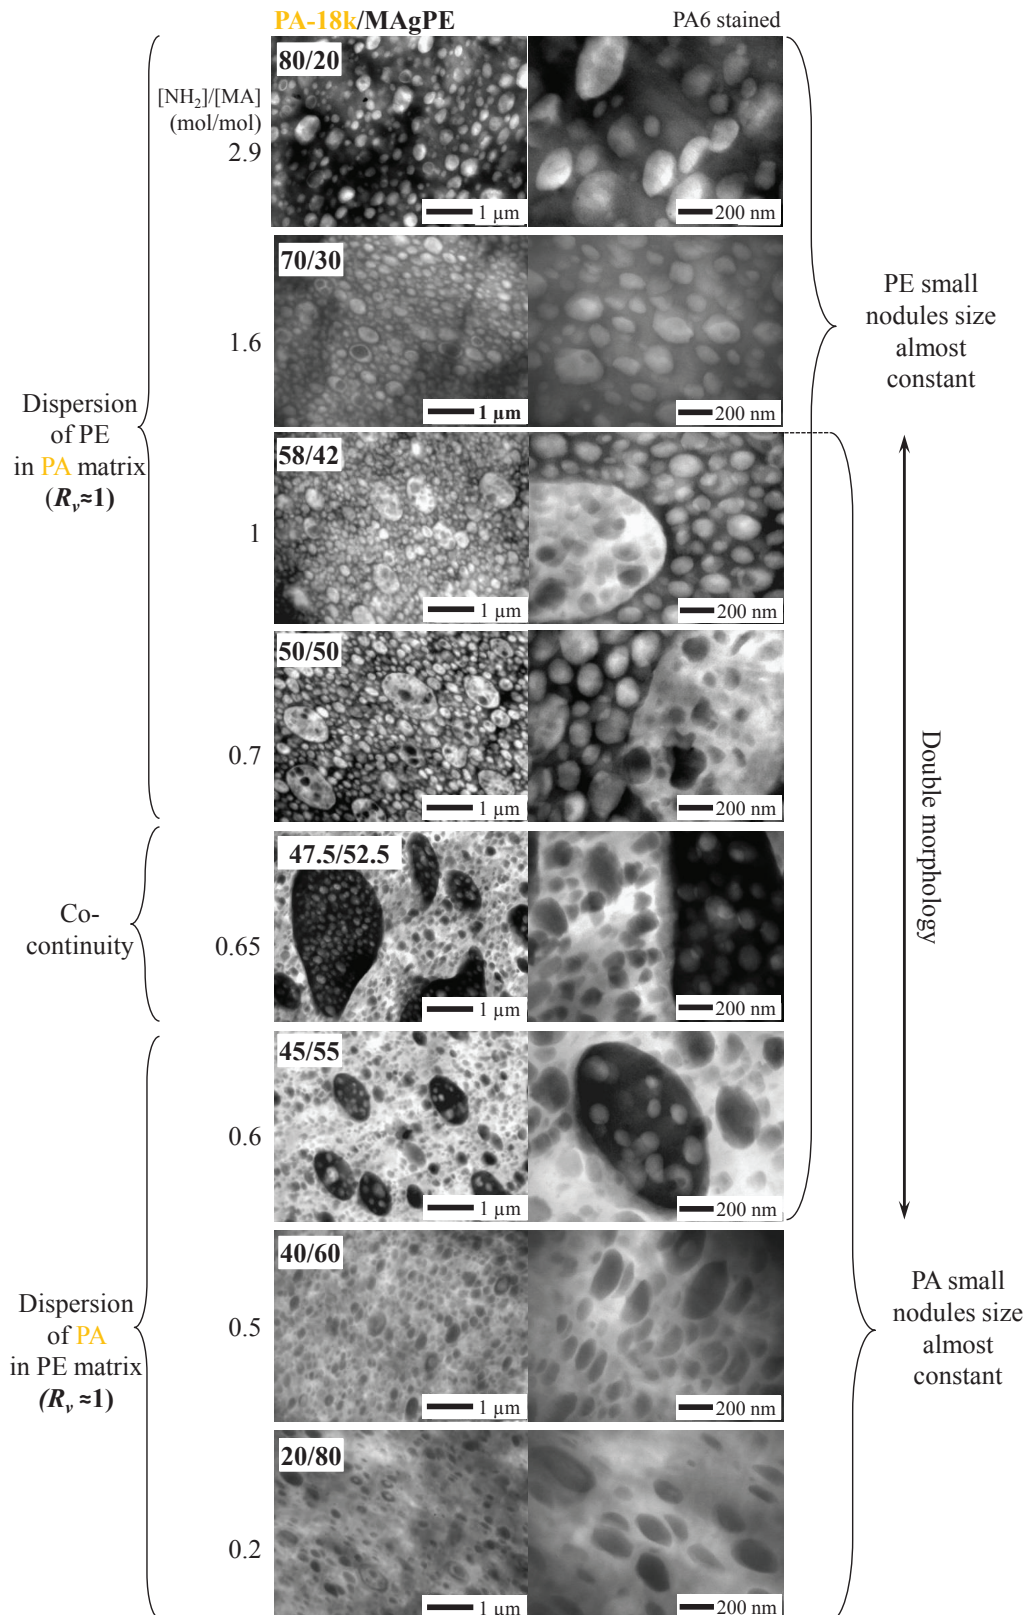 PA-18k/MAgPE
PA6 stained
[NH₂]/[MA]
(mol/mol)
80/20
2.9
1 µm
200 nm
70/30
1.6
1 µm
200 nm
PE small
nodules size
almost
constant
Dispersion
of PE
in PA matrix
(Rᵥ≈1)
58/42
1
1 µm
200 nm
50/50
0.7
1 µm
200 nm
Double morphology
47.5/52.5
Co-
continuity
0.65
1 µm
200 nm
45/55
0.6
1 µm
200 nm
40/60
0.5
1 µm
200 nm
Dispersion
of PA
in PE matrix
(Rᵥ ≈1)
PA small
nodules size
almost
constant
20/80
0.2
1 µm
200 nm